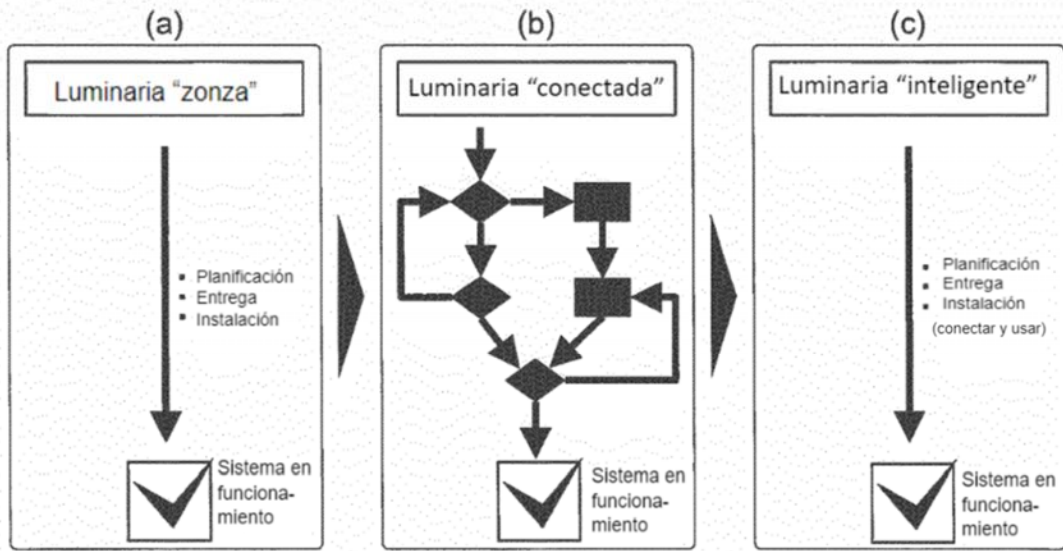 (a)
Luminaria “zonza”
▪ Planificación
▪ Entrega
▪ Instalación
Sistema en
funciona-
miento
(b)
Luminaria “conectada”
Sistema en
funciona-
miento
(c)
Luminaria “inteligente”
▪ Planificación
▪ Entrega
▪ Instalación
(conectar y usar)
Sistema en
funciona-
miento